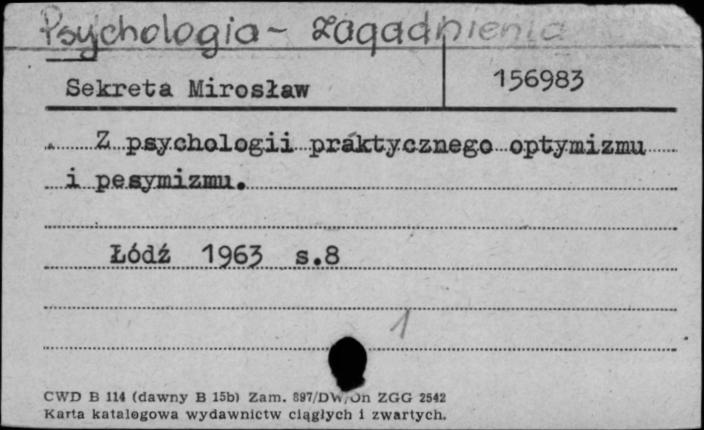 Psychologia - zagadnienia
Sekreta Mirosław
156983
Z psychologii praktycznego optymizmu
i pesymizmu.
Łódź 1963 s.8
1
CWD B 114 (dawny B 15b) Zam. 897/DW/On ZGG 2542
Karta katalogowa wydawnictw ciągłych i zwartych.